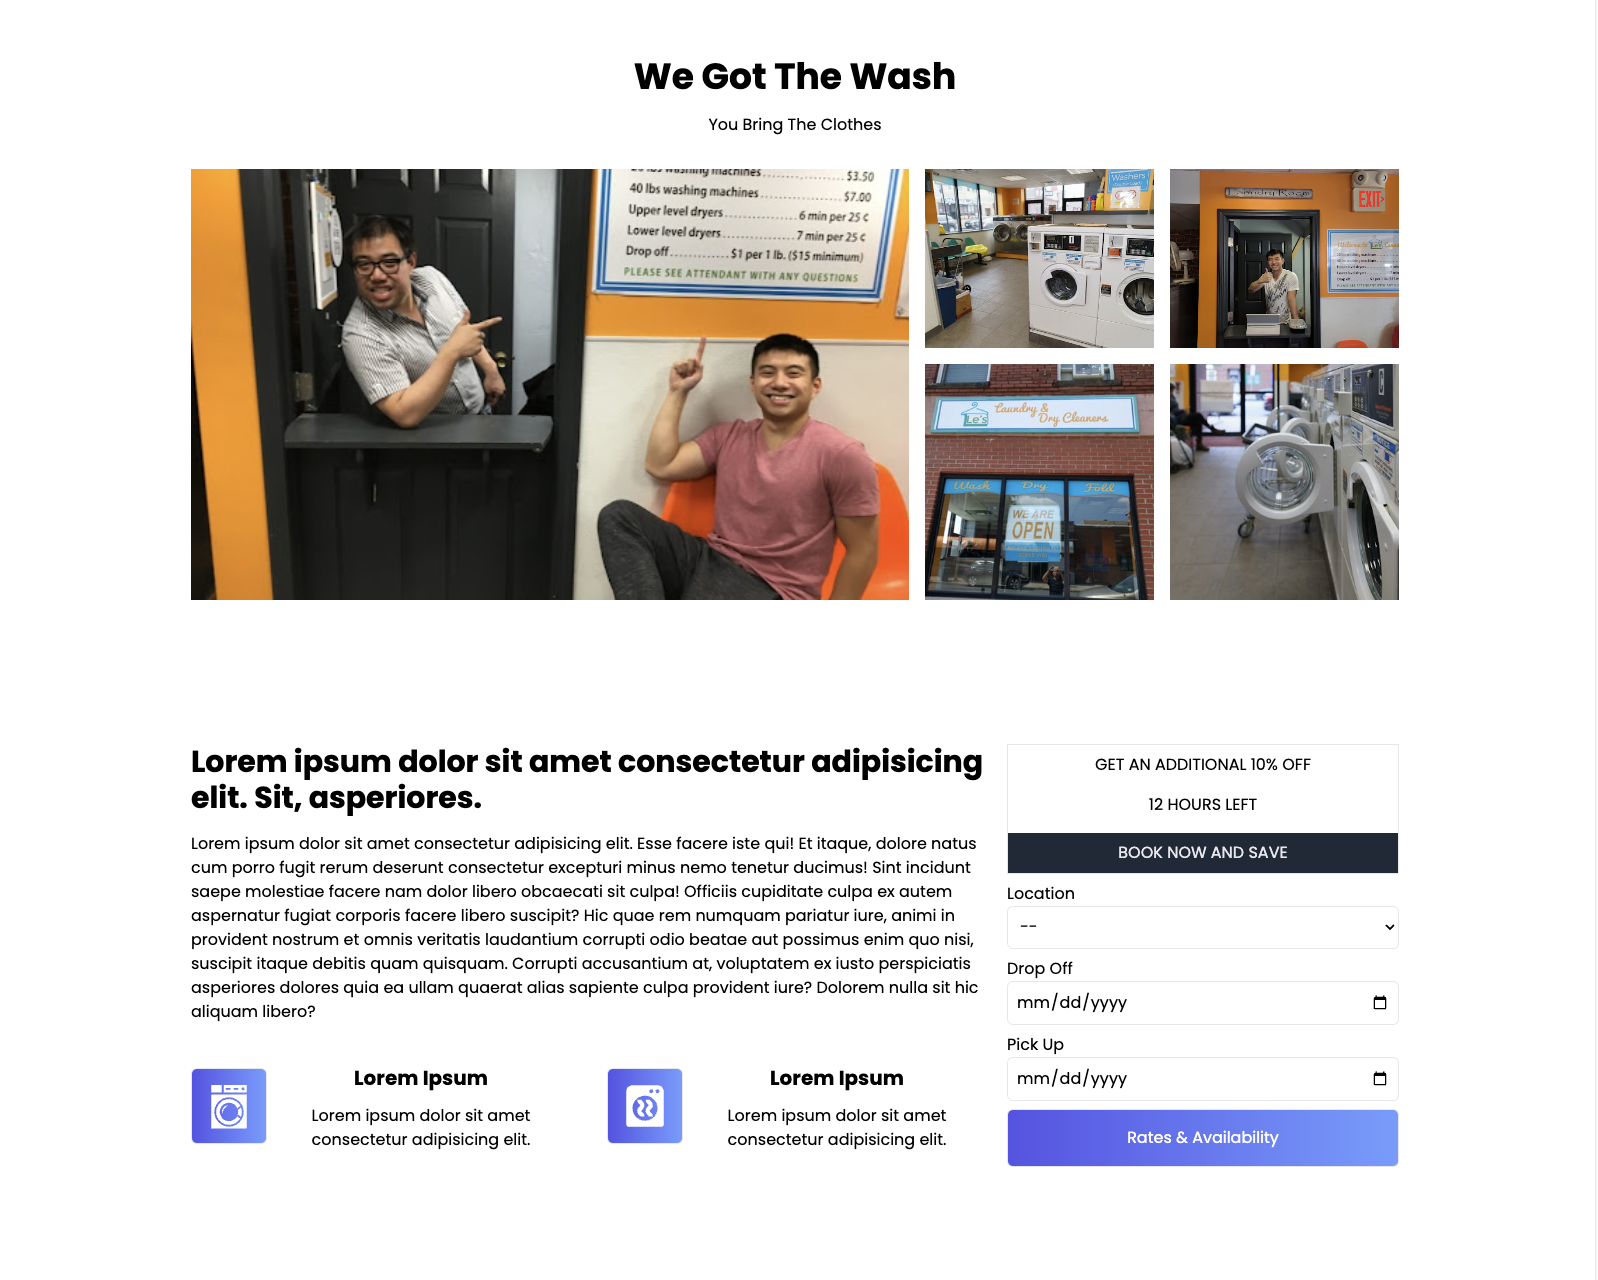 We Got The Wash
You Bring The Clothes
20 lbs washing machines ............... $3.50
40 lbs washing machines ............... $7.00
Upper level dryers ............... 6 min per 25 ¢
Lower level dryers ............... 7 min per 25 ¢
Drop off ............... $1 per 1 lb. ($15 minimum)
PLEASE SEE ATTENDANT WITH ANY QUESTIONS
Washers
Laundry Room
EXIT
Le's
Laundry &
Dry Cleaners
Wash Dry Fold
WE ARE
OPEN
Lorem ipsum dolor sit amet consectetur adipisicing
elit. Sit, asperiores.
Lorem ipsum dolor sit amet consectetur adipisicing elit. Esse facere iste qui! Et itaque, dolore natus
cum porro fugit rerum deserunt consectetur excepturi minus nemo tenetur ducimus! Sint incidunt
saepe molestiae facere nam dolor libero obcaecati sit culpa! Officiis cupiditate culpa ex autem
aspernatur fugiat corporis facere libero suscipit? Hic quae rem numquam pariatur iure, animi in
provident nostrum et omnis veritatis laudantium corrupti odio beatae aut possimus enim quo nisi,
suscipit itaque debitis quam quisquam. Corrupti accusantium at, voluptatem ex iusto perspiciatis
asperiores dolores quia ea ullam quaerat alias sapiente culpa provident iure? Dolorem nulla sit hic
aliquam libero?
Lorem Ipsum
Lorem ipsum dolor sit amet
consectetur adipisicing elit.
Lorem Ipsum
Lorem ipsum dolor sit amet
consectetur adipisicing elit.
GET AN ADDITIONAL 10% OFF
12 HOURS LEFT
BOOK NOW AND SAVE
Location
--
Drop Off
mm/dd/yyyy
Pick Up
mm/dd/yyyy
Rates & Availability